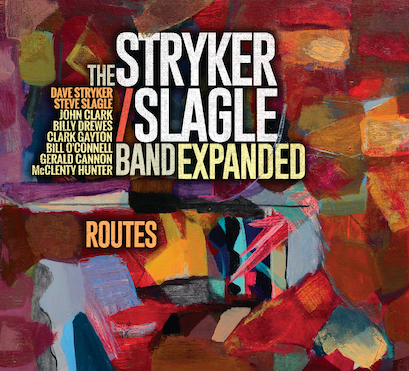 THE STRYKER
/SLAGLE
BAND EXPANDED
DAVE STRYKER
STEVE SLAGLE
JOHN CLARK
BILLY DREWES
CLARK GAYTON
BILL O'CONNELL
GERALD CANNON
McCLENTY HUNTER
ROUTES